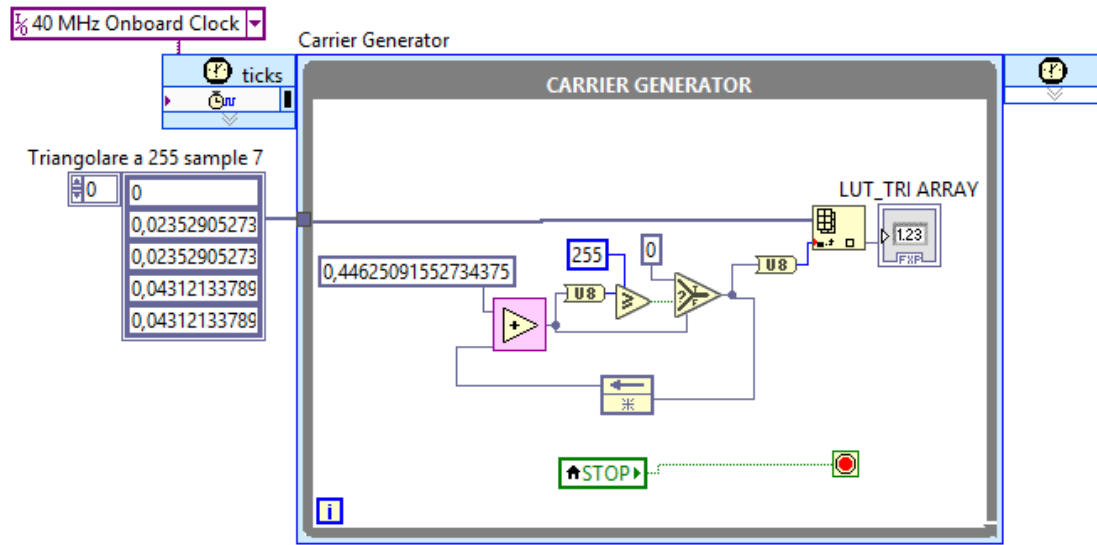 40 MHz Onboard Clock
Carrier Generator
ticks
CARRIER GENERATOR
Triangolare a 255 sample 7
0
0
0,02352905273
0,02352905273
0,04312133789
0,04312133789
LUT_TRI ARRAY
1.23
FXP
255
0
U8
0,44625091552734375
U8
STOP
i